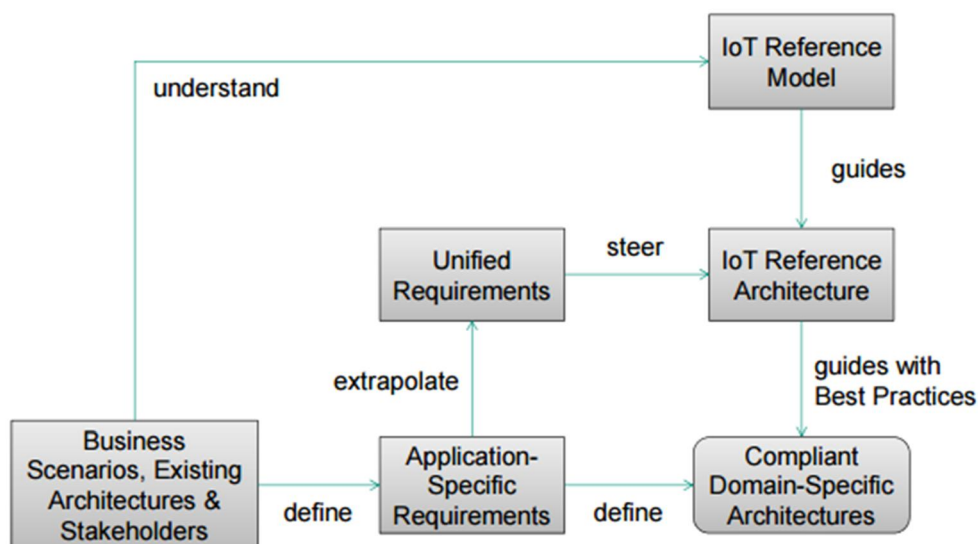 IoT Reference
Model
understand
guides
Unified
Requirements
steer
IoT Reference
Architecture
extrapolate
guides with
Best Practices
Business
Scenarios, Existing
Architectures &
Stakeholders
define
Application-
Specific
Requirements
define
Compliant
Domain-Specific
Architectures